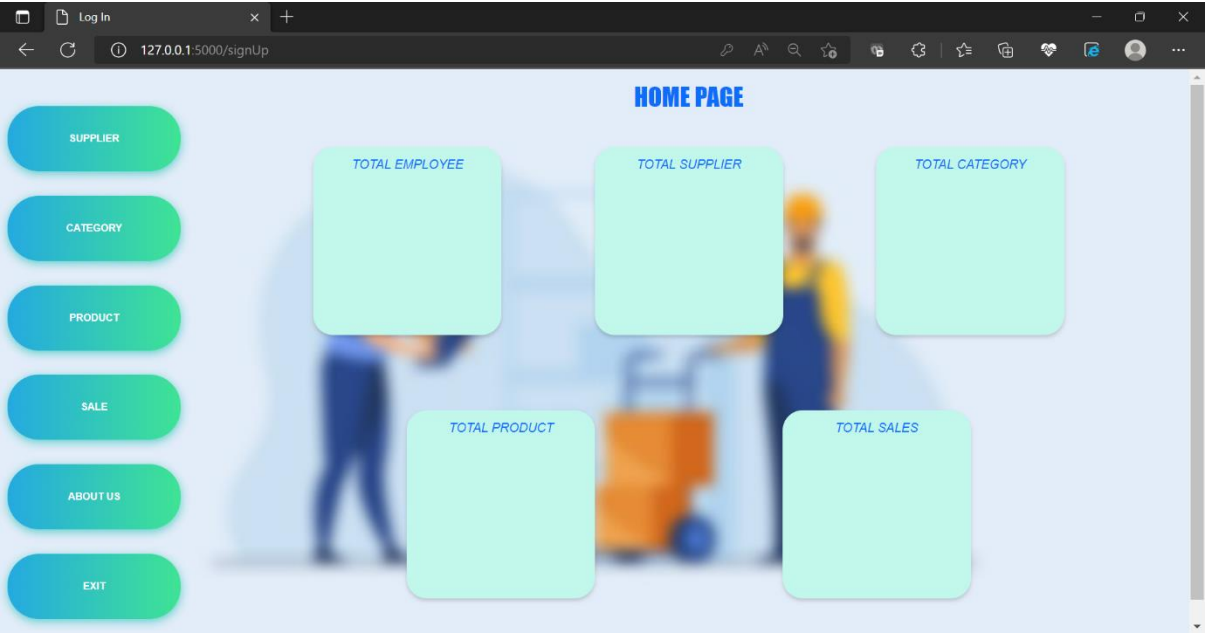 Log In
127.0.0.1:5000/signUp
HOME PAGE
SUPPLIER
CATEGORY
PRODUCT
SALE
ABOUT US
EXIT
TOTAL EMPLOYEE
TOTAL SUPPLIER
TOTAL CATEGORY
TOTAL PRODUCT
TOTAL SALES